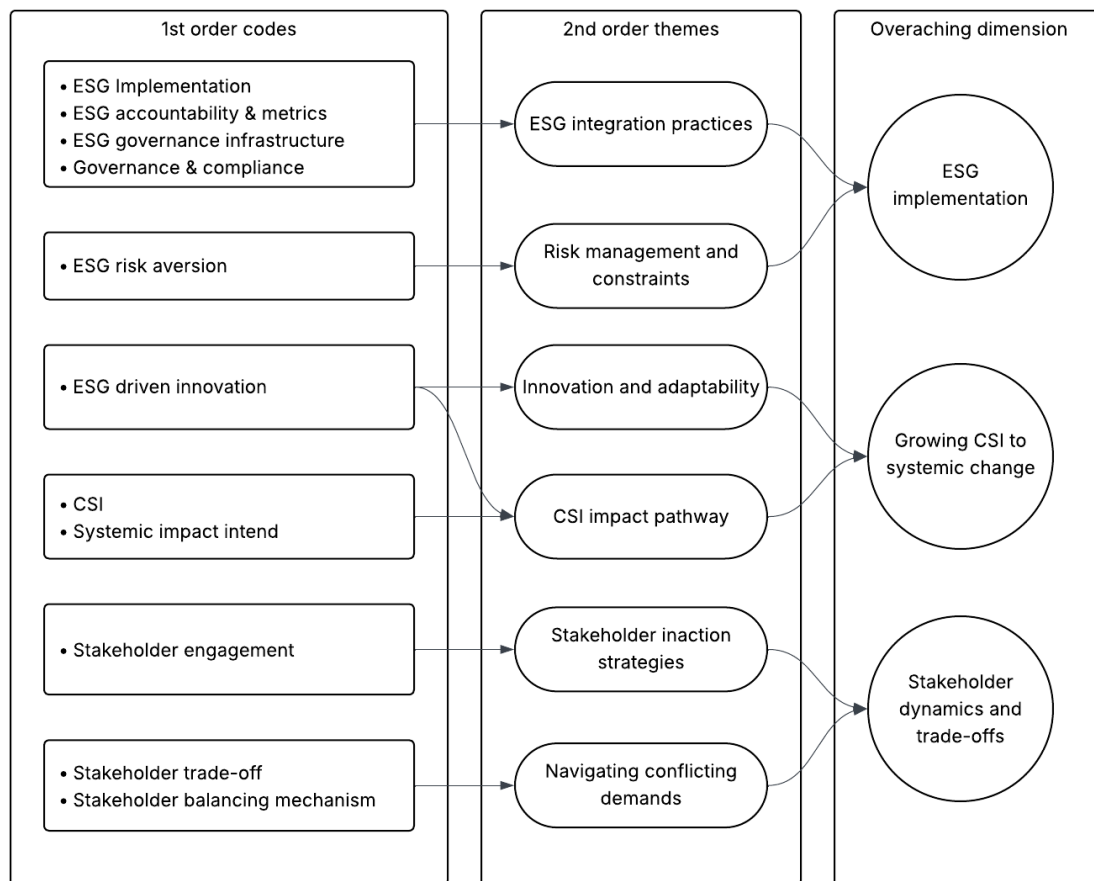 1st order codes
• ESG Implementation
• ESG accountability & metrics
• ESG governance infrastructure
• Governance & compliance
• ESG risk aversion
• ESG driven innovation
• CSI
• Systemic impact intend
• Stakeholder engagement
• Stakeholder trade-off
• Stakeholder balancing mechanism
2nd order themes
ESG integration practices
Risk management and
constraints
Innovation and adaptability
CSI impact pathway
Stakeholder inaction
strategies
Navigating conflicting
demands
Overaching dimension
ESG
implementation
Growing CSI to
systemic change
Stakeholder
dynamics and
trade-offs